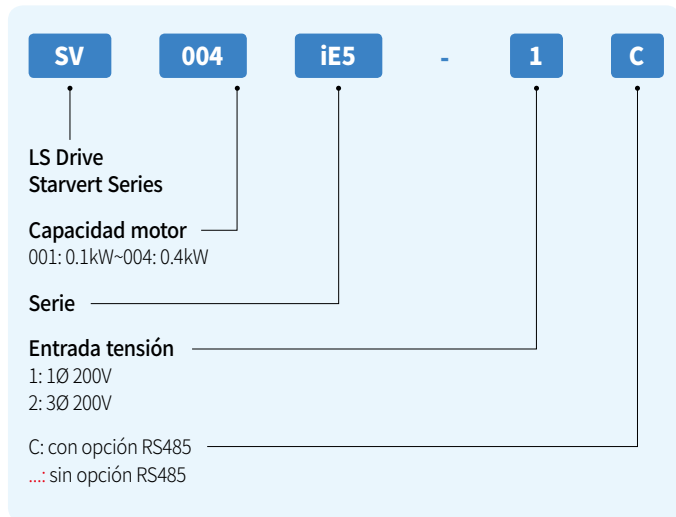 SV 004 iE5 - 1 C
LS Drive
Starvert Series
Capacidad motor
001: 0.1kW~004: 0.4kW
Serie
Entrada tensión
1: 1Ø 200V
2: 3Ø 200V
C: con opción RS485
...: sin opción RS485